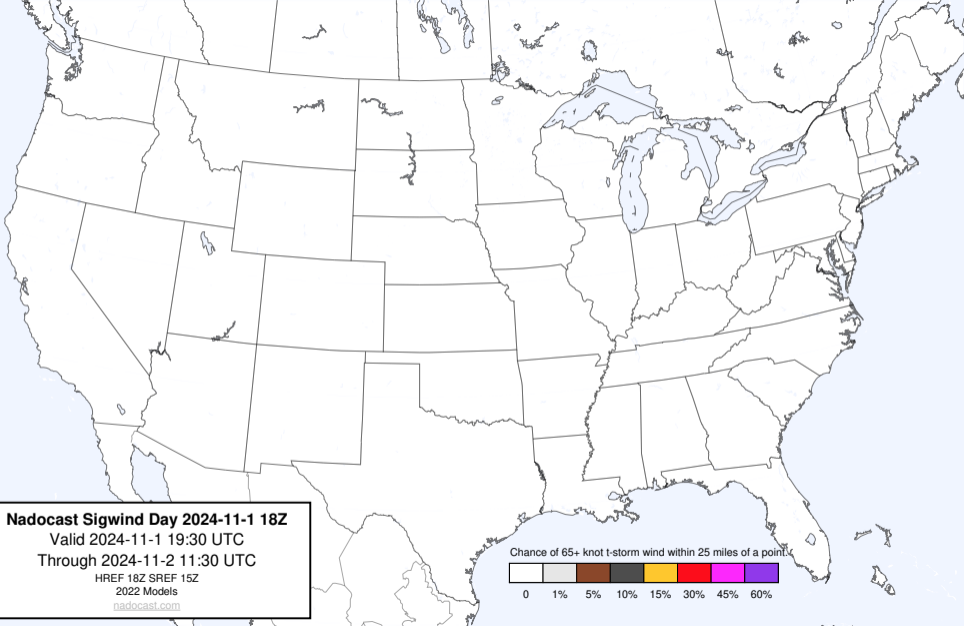 Nadocast Sigwind Day 2024-11-1 18Z
Valid 2024-11-1 19:30 UTC
Through 2024-11-2 11:30 UTC
HREF 18Z SREF 15Z
2022 Models
nadocast.com
Chance of 65+ knot t-storm wind within 25 miles of a point.
0 1% 5% 10% 15% 30% 45% 60%